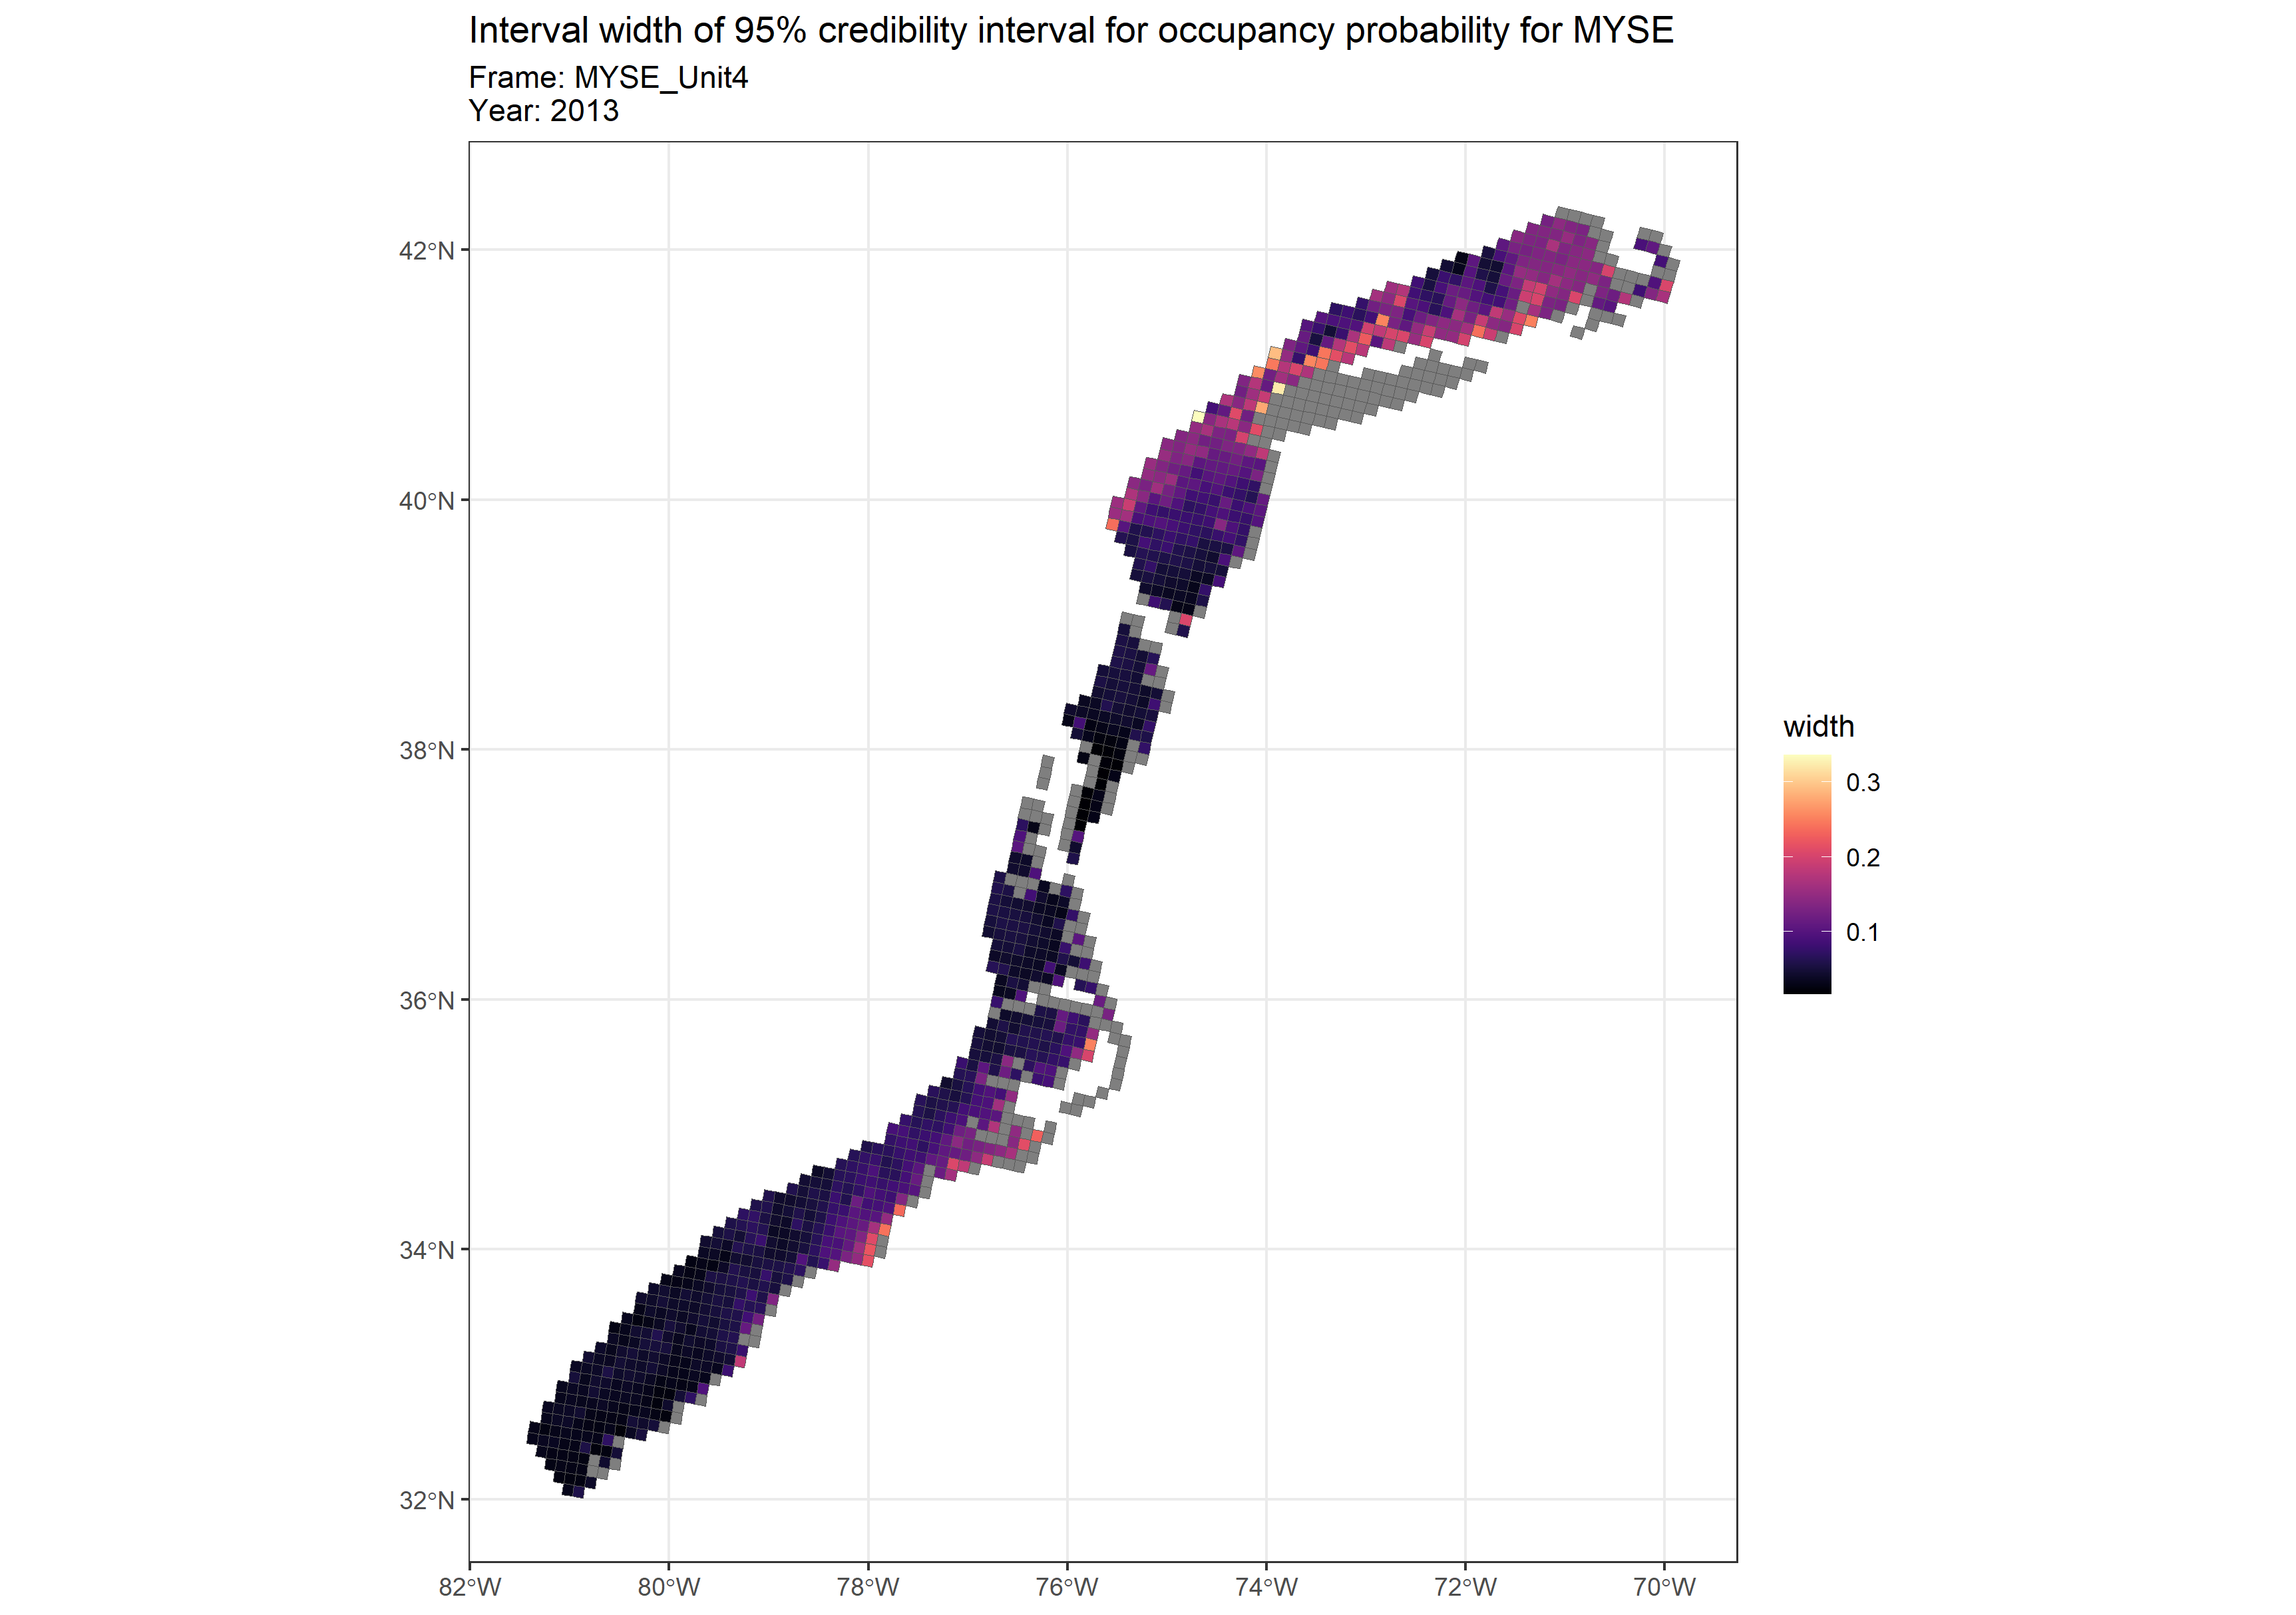 Interval width of 95% credibility interval for occupancy probability for MYSE
Frame: MYSE_Unit4
Year: 2013
42°N
40°N
38°N
36°N
34°N
32°N
82°W
80°W
78°W
76°W
74°W
72°W
70°W
width
0.3
0.2
0.1